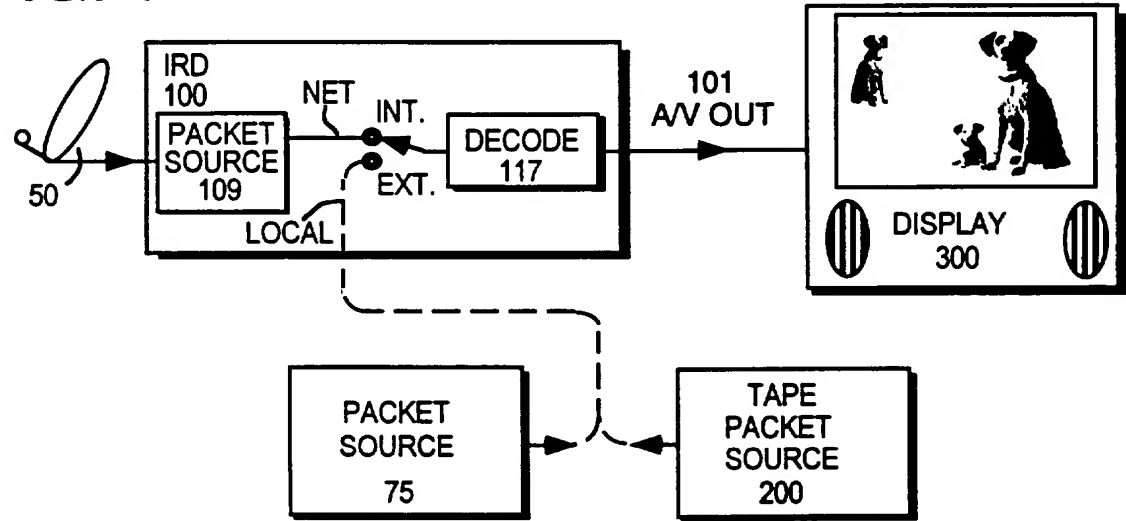 IRD
100
PACKET
SOURCE
109
NET
INT.
EXT.
LOCAL
DECODE
117
50
101
A/V OUT
DISPLAY
300
PACKET
SOURCE
75
TAPE
PACKET
SOURCE
200